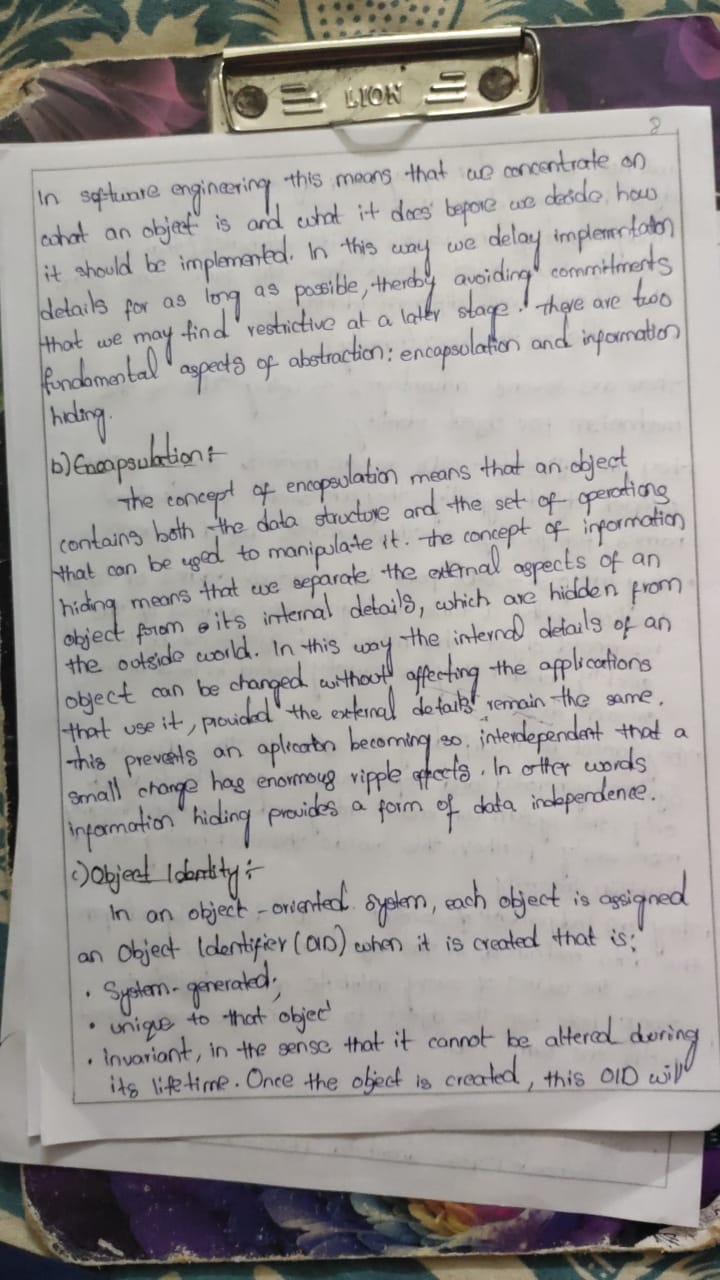 LION
8
In software engineering this means that we concentrate on
what an object is and what it does before we decide how
it should be implemented. In this way we delay implementation
details for as long as possible, thereby avoiding commitments
that we may find restrictive at a later stage. There are two
fundamental aspects of abstraction: encapsulation and information
hiding.
b) Encapsulation:-
The concept of encapsulation means that an object
contains both the data structure and the set of operations
that can be used to manipulate it. The concept of information
hiding means that we separate the external aspects of an
object from its internal details, which are hidden from
the outside world. In this way the internal details of an
object can be changed without affecting the applications
that use it, provided the external details remain the same.
this prevents an aplicaton becoming so interdependent that a
small change has enormous ripple effects. In other words
information hiding provides a form of data independence.
c) Object Identity:-
In an object-oriented system, each object is assigned
an Object Identifier (OID) when it is created that is:
• System-generated;
• unique to that object
• invariant, in the sense that it cannot be altered during
its lifetime. Once the object is created, this OID will